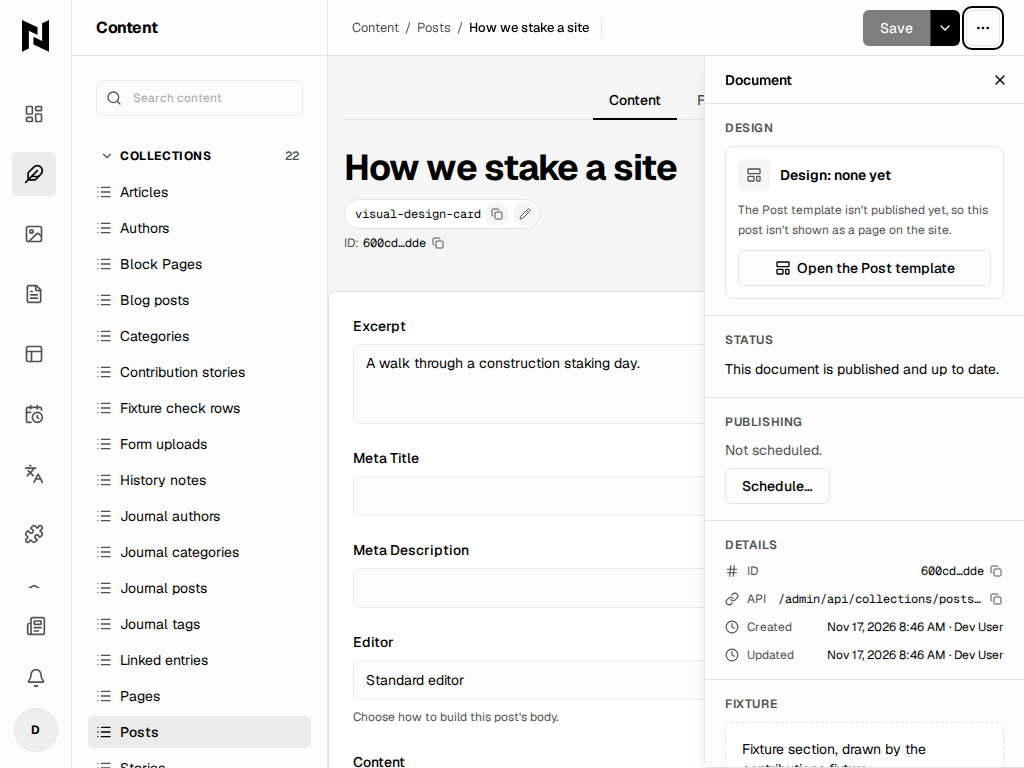 Content
Content / Posts / How we stake a site
Save
Search content
COLLECTIONS 22
Articles
Authors
Block Pages
Blog posts
Categories
Contribution stories
Fixture check rows
Form uploads
History notes
Journal authors
Journal categories
Journal posts
Journal tags
Linked entries
Pages
Posts
Stories
D
Content
How we stake a site
visual-design-card
ID: 600cd…dde
Excerpt
A walk through a construction staking day.
Meta Title
Meta Description
Editor
Standard editor
Choose how to build this post's body.
Content
Document
DESIGN
Design: none yet
The Post template isn't published yet, so this
post isn't shown as a page on the site.
Open the Post template
STATUS
This document is published and up to date.
PUBLISHING
Not scheduled.
Schedule…
DETAILS
ID 600cd…dde
API /admin/api/collections/posts…
Created Nov 17, 2026 8:46 AM · Dev User
Updated Nov 17, 2026 8:46 AM · Dev User
FIXTURE
Fixture section, drawn by the
contributions fixture